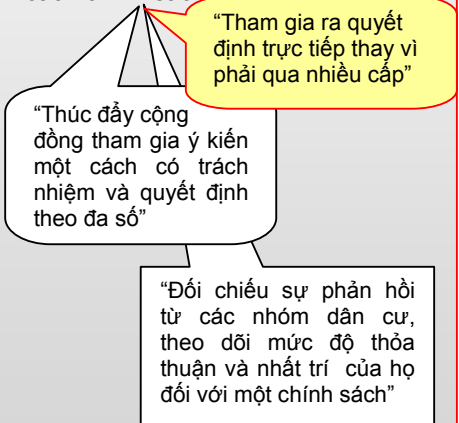 “Tham gia ra quyết
định trực tiếp thay vì
phải qua nhiều cấp”
“Thúc đẩy cộng
đồng tham gia ý kiến
một cách có trách
nhiệm và quyết định
theo đa số”
“Đối chiếu sự phản hồi
từ các nhóm dân cư,
theo dõi mức độ thỏa
thuận và nhất trí của họ
đối với một chính sách”